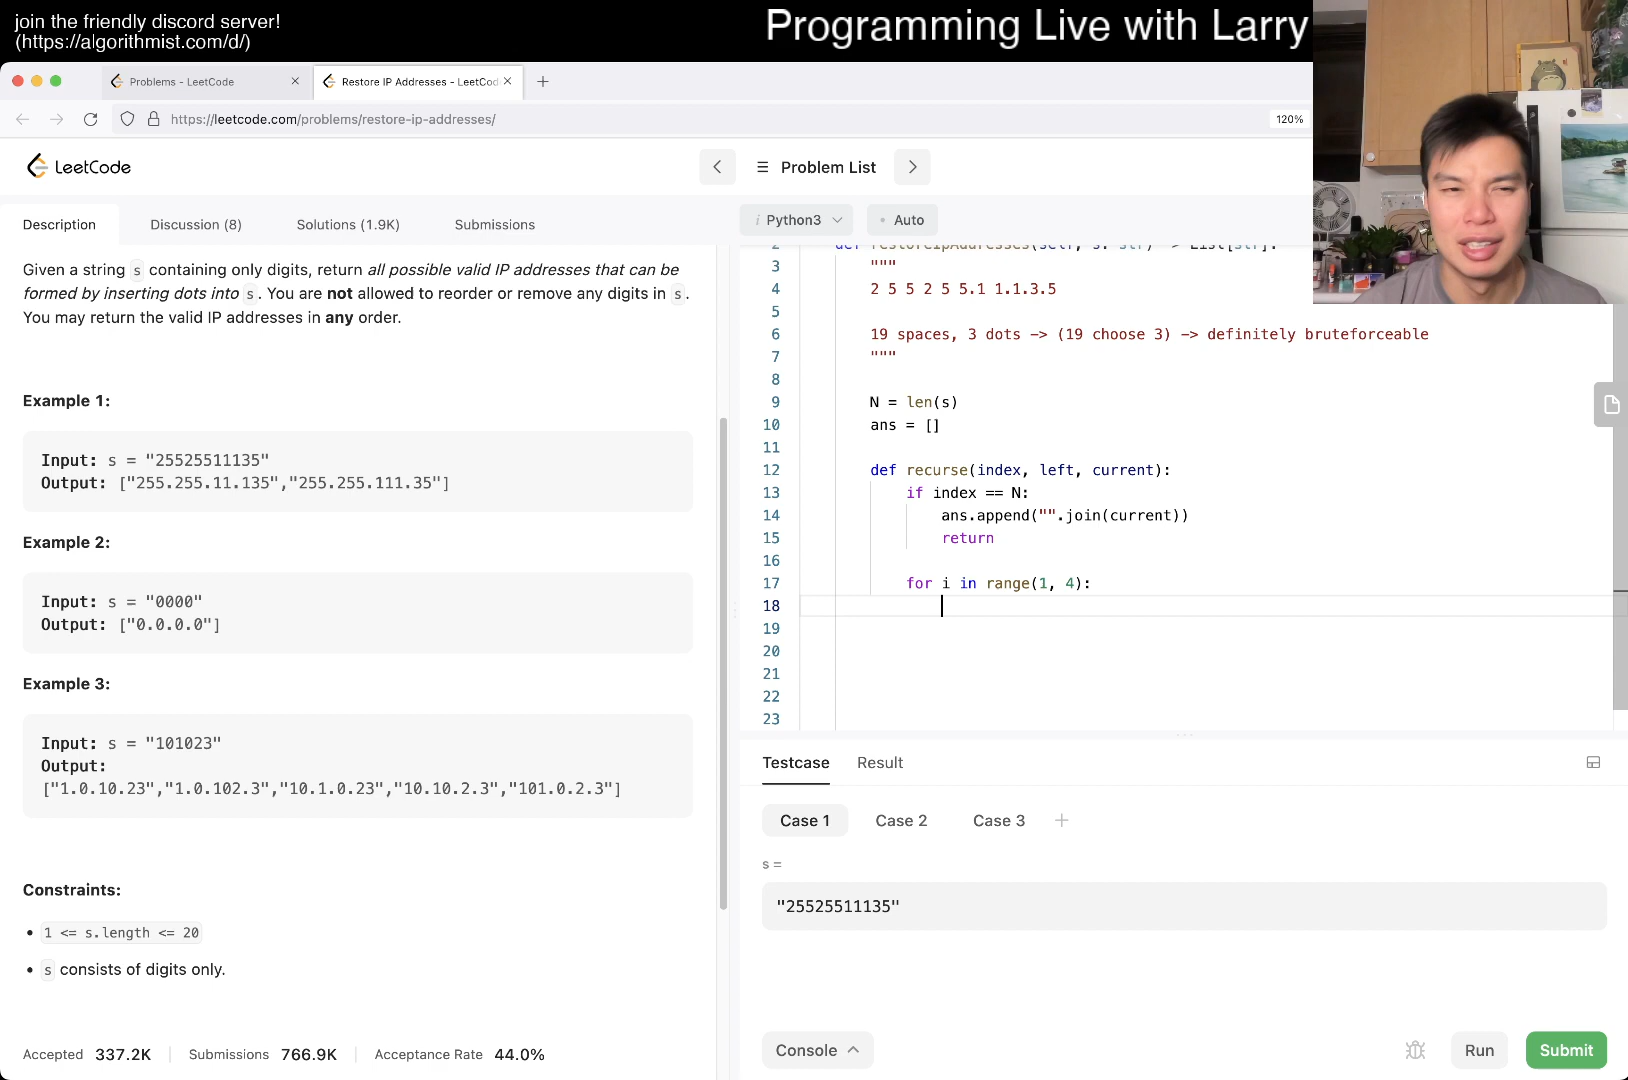 join the friendly discord server!
(https://algorithmist.com/d/)
Programming Live with Larry
Problems - LeetCode
Restore IP Addresses - LeetCod
https://leetcode.com/problems/restore-ip-addresses/
120%
LeetCode
Problem List
Description
Discussion (8)
Solutions (1.9K)
Submissions
Given a string s containing only digits, return all possible valid IP addresses that can be
formed by inserting dots into s. You are not allowed to reorder or remove any digits in s.
You may return the valid IP addresses in any order.
Example 1:
Input: s = "25525511135"
Output: ["255.255.11.135","255.255.111.35"]
Example 2:
Input: s = "0000"
Output: ["0.0.0.0"]
Example 3:
Input: s = "101023"
Output:
["1.0.10.23","1.0.102.3","10.1.0.23","10.10.2.3","101.0.2.3"]
Constraints:
• 1 <= s.length <= 20
• s consists of digits only.
Accepted 337.2K
Submissions 766.9K
Acceptance Rate 44.0%
i Python3
• Auto
2 def restoreIpAddresses(self, s: str) -> List[str]:
3 """
4 2 5 5 2 5 5.1 1.1.3.5
5
6 19 spaces, 3 dots -> (19 choose 3) -> definitely bruteforceable
7 """
8
9 N = len(s)
10 ans = []
11
12 def recurse(index, left, current):
13 if index == N:
14 ans.append("".join(current))
15 return
16
17 for i in range(1, 4):
18
19
20
21
22
23
Testcase
Result
Case 1
Case 2
Case 3
s =
"25525511135"
Console
Run
Submit